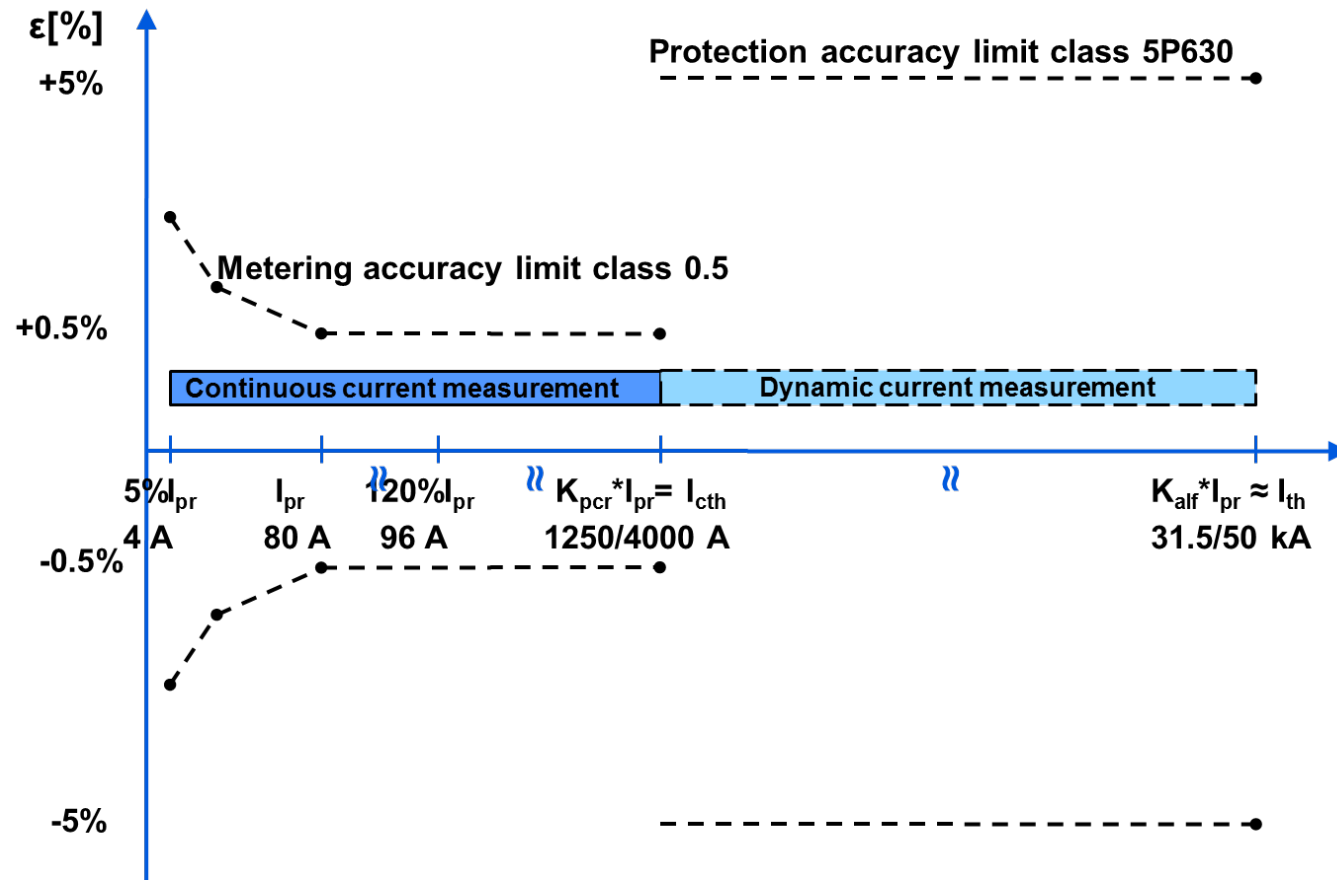 ε[%]
Protection accuracy limit class 5P630
+5%
Metering accuracy limit class 0.5
+0.5%
Continuous current measurement
Dynamic current measurement
5%Ipr
Ipr
120%Ipr
Kpcr*Ipr= Icth
Kalf*Ipr ≈ Ith
4 A
80 A
96 A
1250/4000 A
31.5/50 kA
-0.5%
-5%